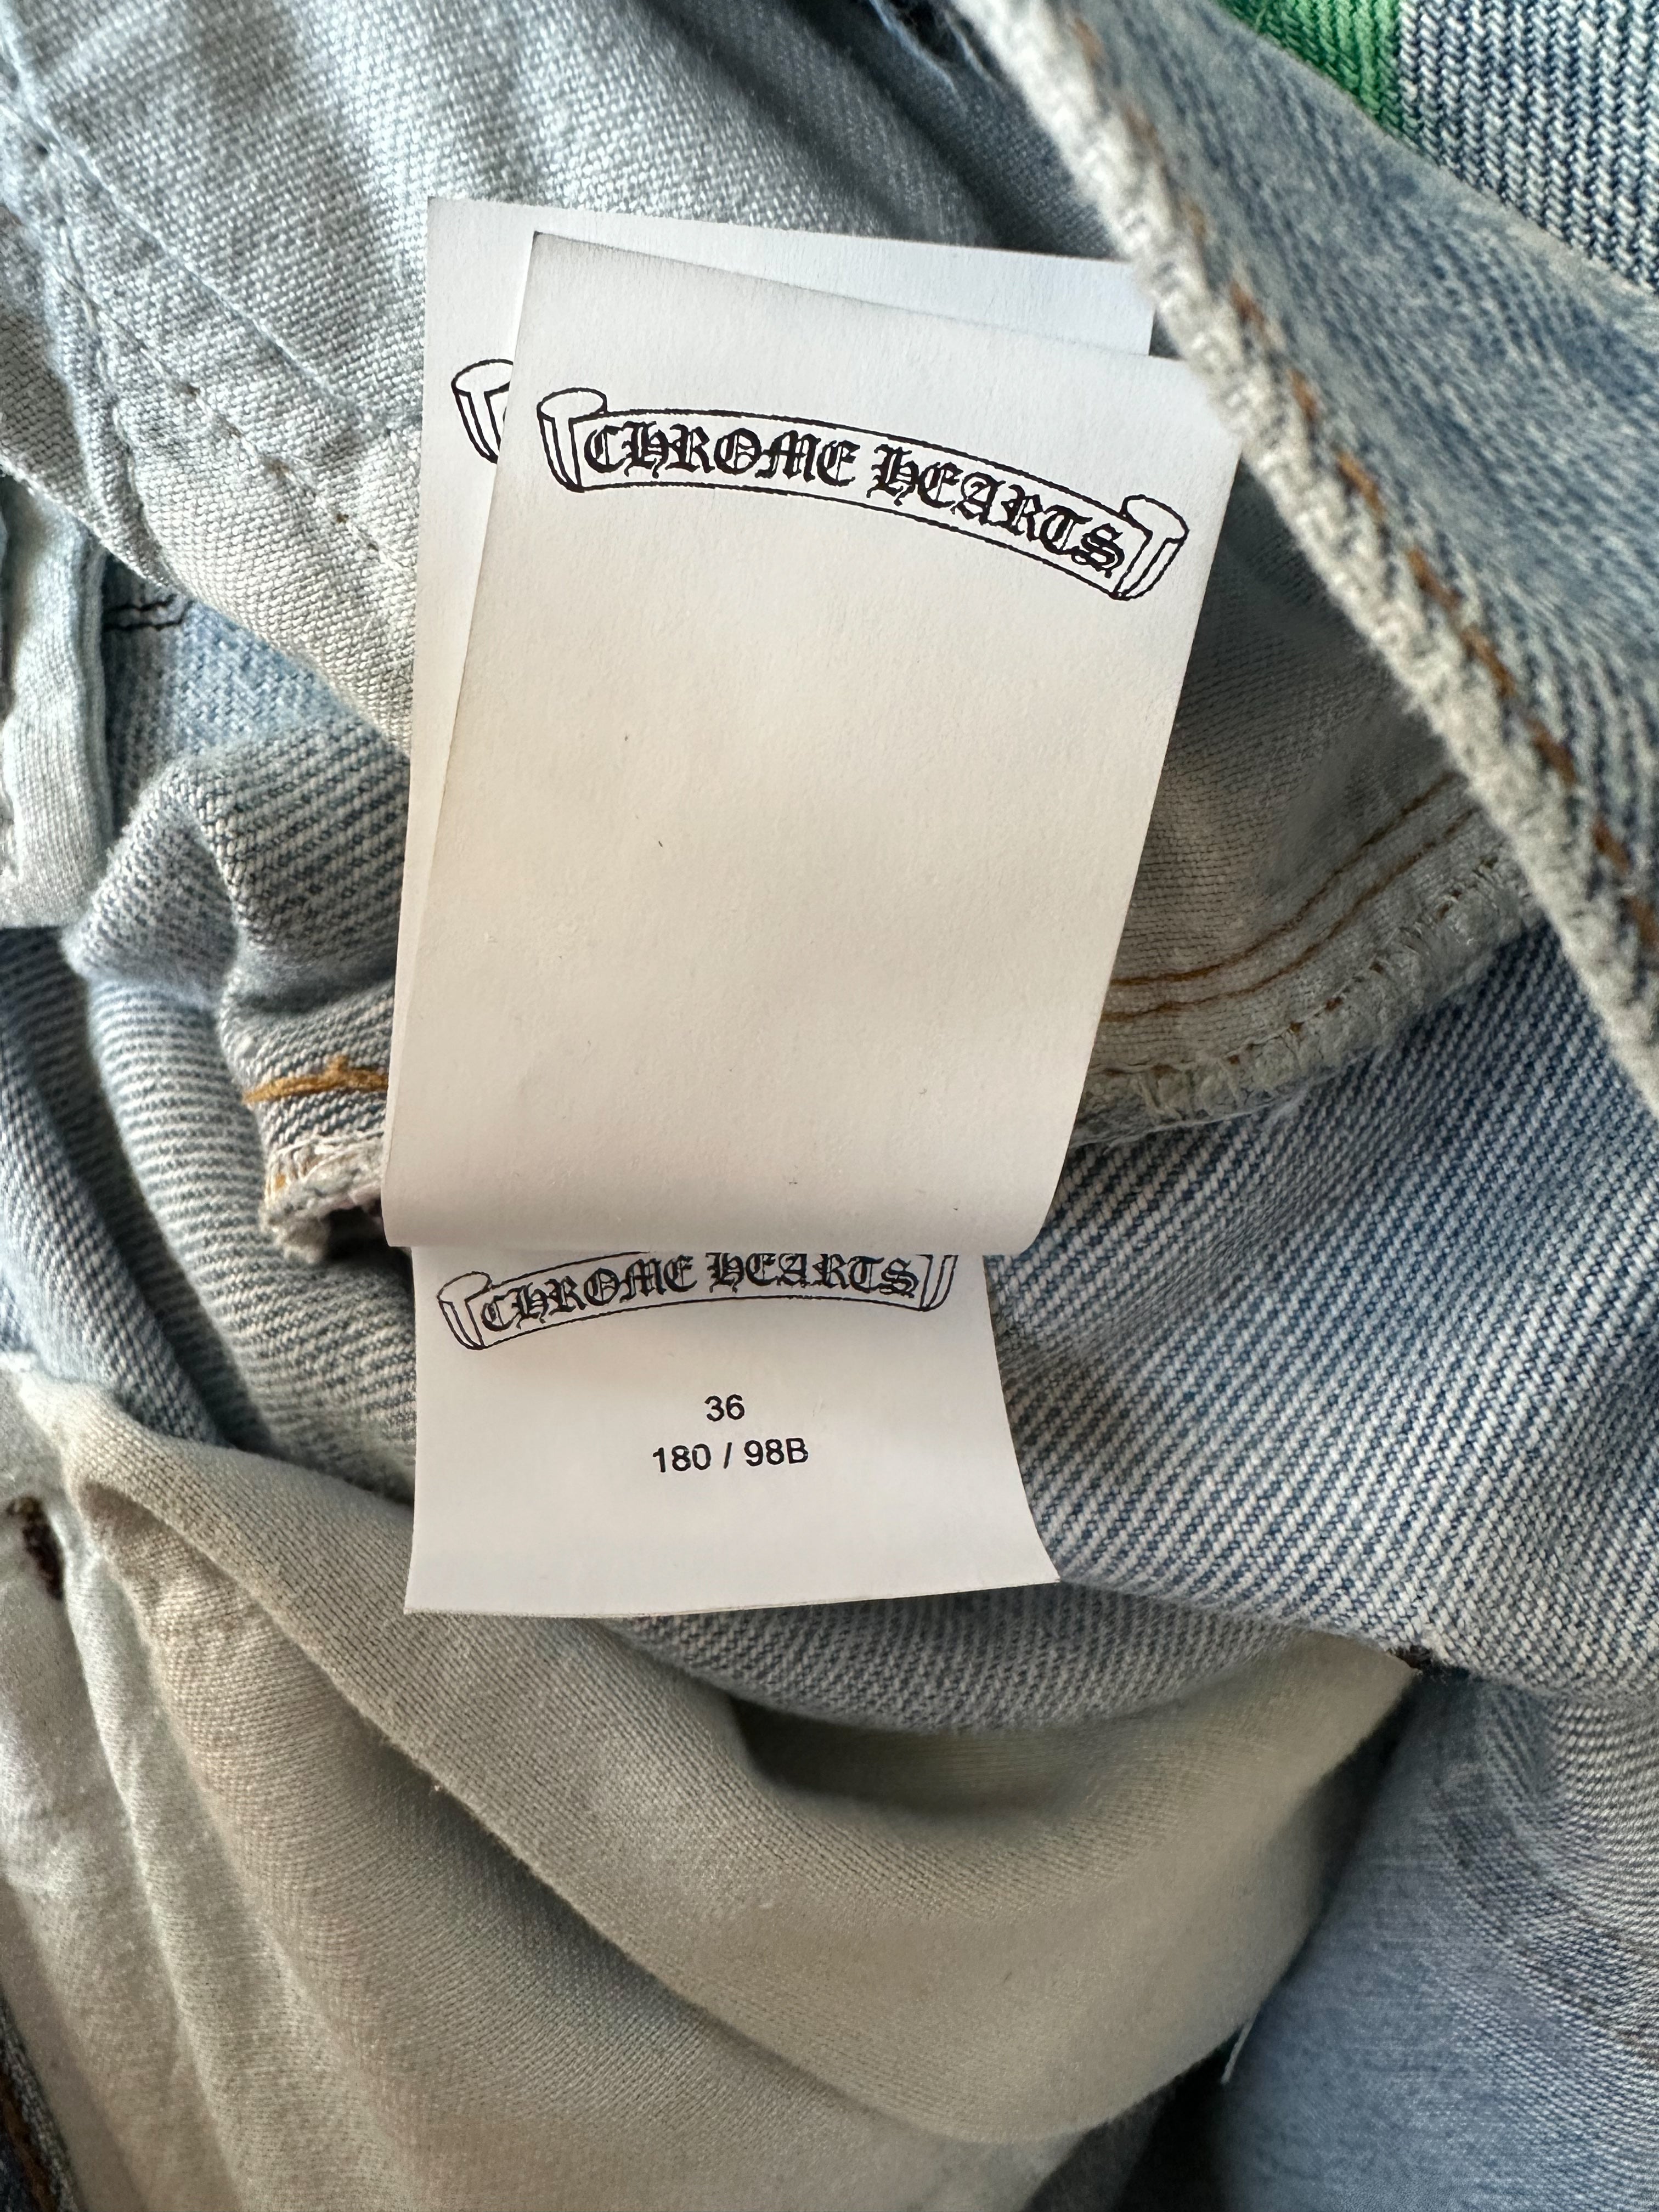 CHROME HEARTS
CHROME HEARTS
36
180 / 98B